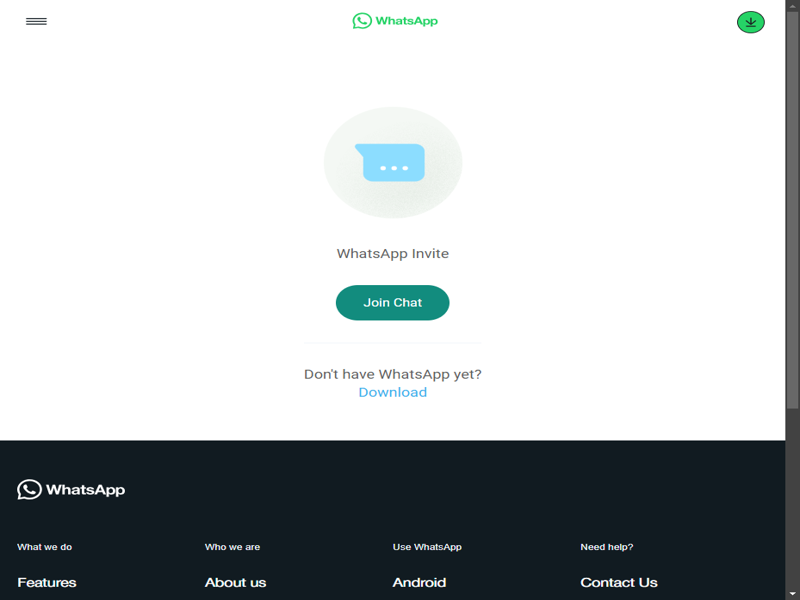 WhatsApp
WhatsApp Invite
Join Chat
Don't have WhatsApp yet?
Download
WhatsApp
What we do
Who we are
Use WhatsApp
Need help?
Features
About us
Android
Contact Us